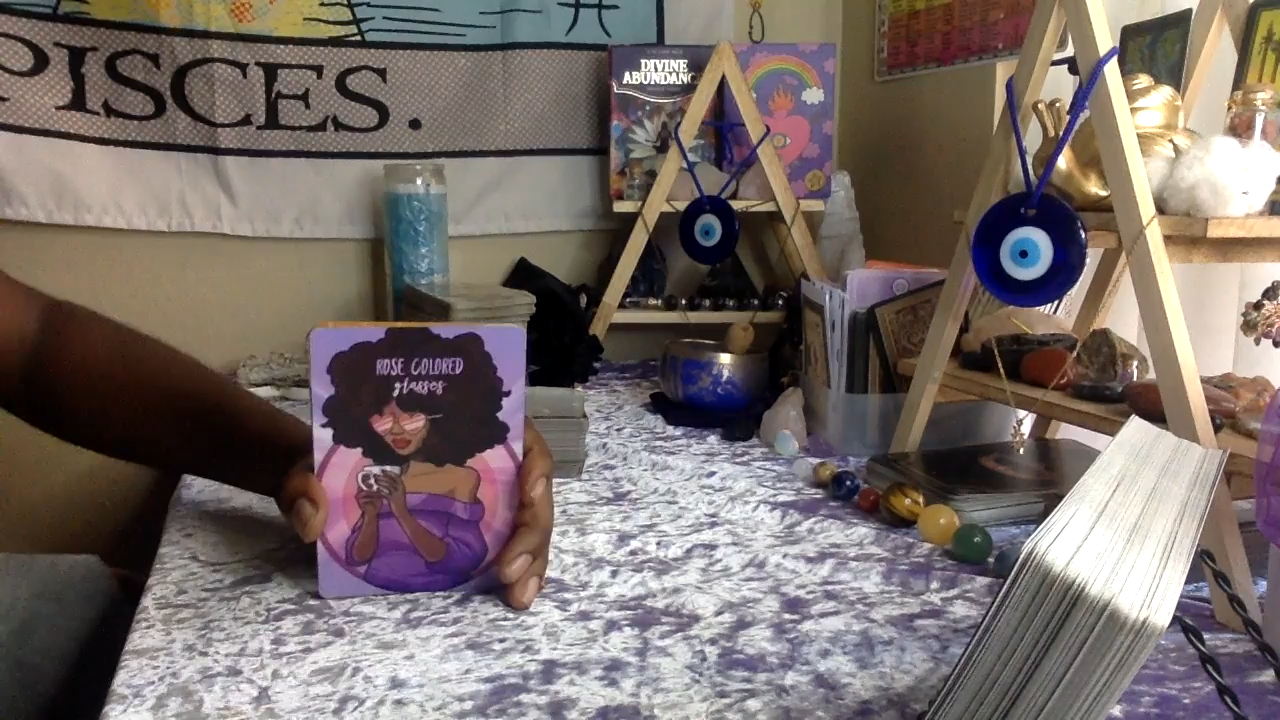 PISCES.
DIVINE
ABUNDANC
ROSE COLORED
glasses